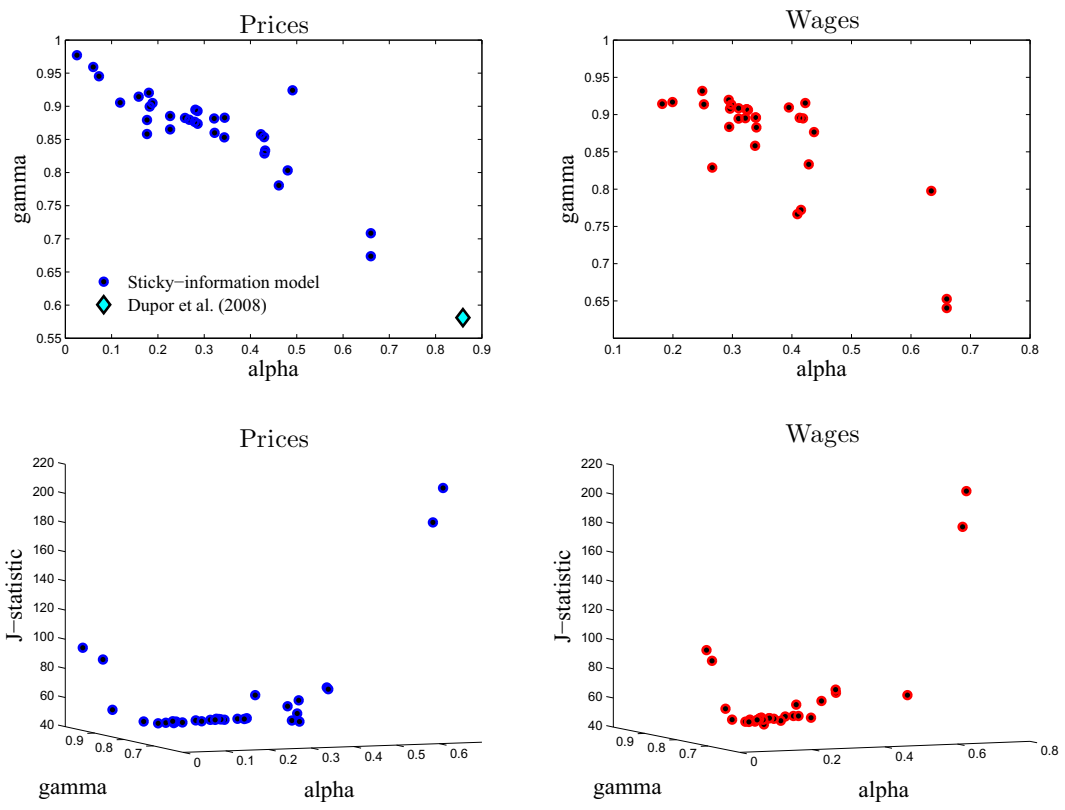 Prices
Wages
1
0.95
0.9
0.85
0.8
0.75
0.7
0.65
0.6
0.55
gamma
Sticky−information model
Dupor et al. (2008)
0 0.1 0.2 0.3 0.4 0.5 0.6 0.7 0.8 0.9
alpha
1
0.95
0.9
0.85
0.8
0.75
0.7
0.65
gamma
0.1 0.2 0.3 0.4 0.5 0.6 0.7 0.8
alpha
Prices
Wages
220
200
180
160
140
120
100
80
60
40
J−statistic
0.9 0.8 0.7
gamma
0 0.1 0.2 0.3 0.4 0.5 0.6
alpha
220
200
180
160
140
120
100
80
60
40
J−statistic
0.9 0.8 0.7
gamma
0 0.2 0.4 0.6 0.8
alpha